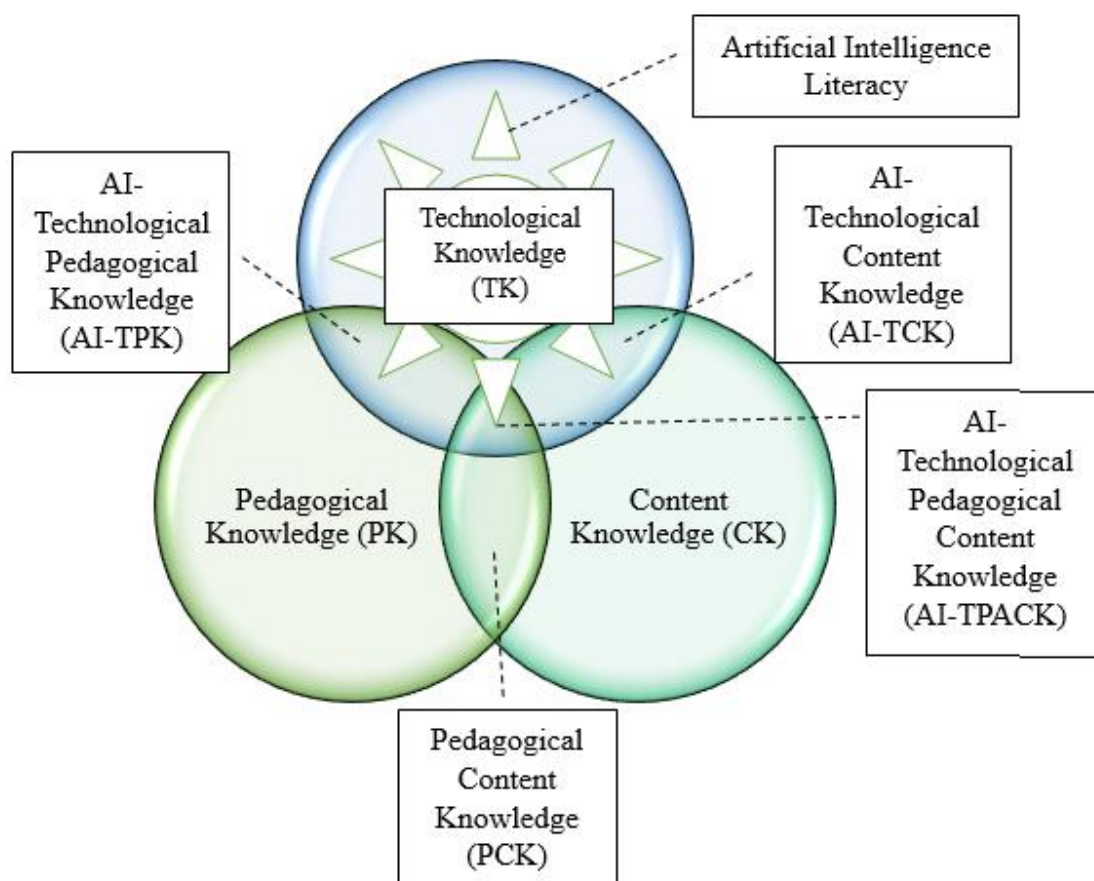 Artificial Intelligence
Literacy
AI-
Technological
Pedagogical
Knowledge
(AI-TPK)
Technological
Knowledge
(TK)
AI-
Technological
Content
Knowledge
(AI-TCK)
AI-
Technological
Pedagogical
Content
Knowledge
(AI-TPACK)
Pedagogical
Knowledge (PK)
Content
Knowledge (CK)
Pedagogical
Content
Knowledge
(PCK)